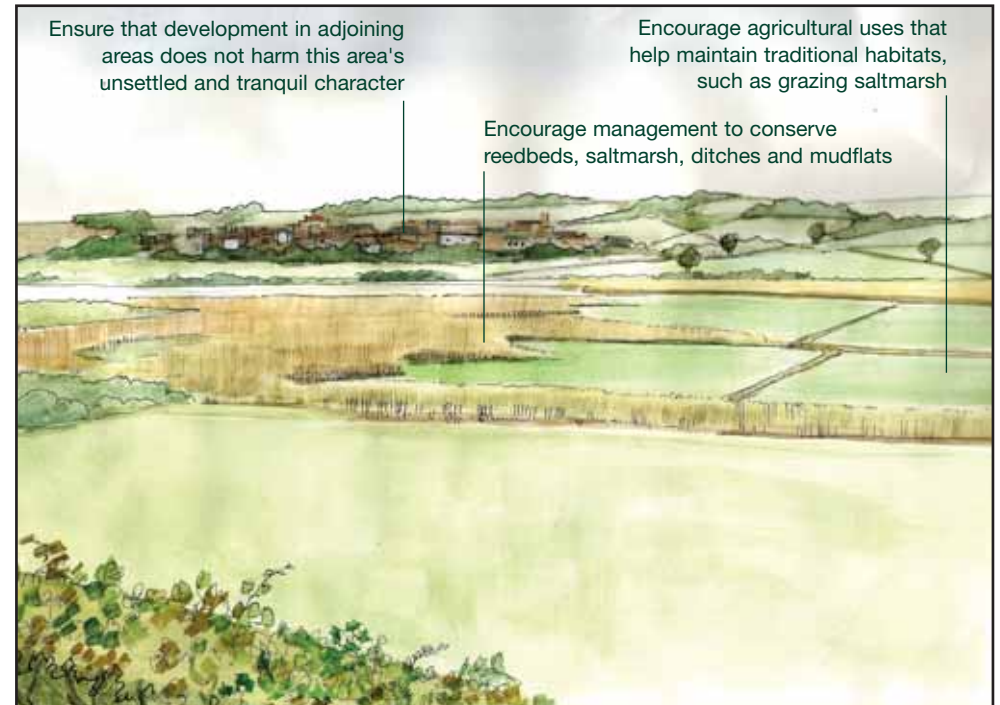 Ensure that development in adjoining
areas does not harm this area's
unsettled and tranquil character
Encourage agricultural uses that
help maintain traditional habitats,
such as grazing saltmarsh
Encourage management to conserve
reedbeds, saltmarsh, ditches and mudflats